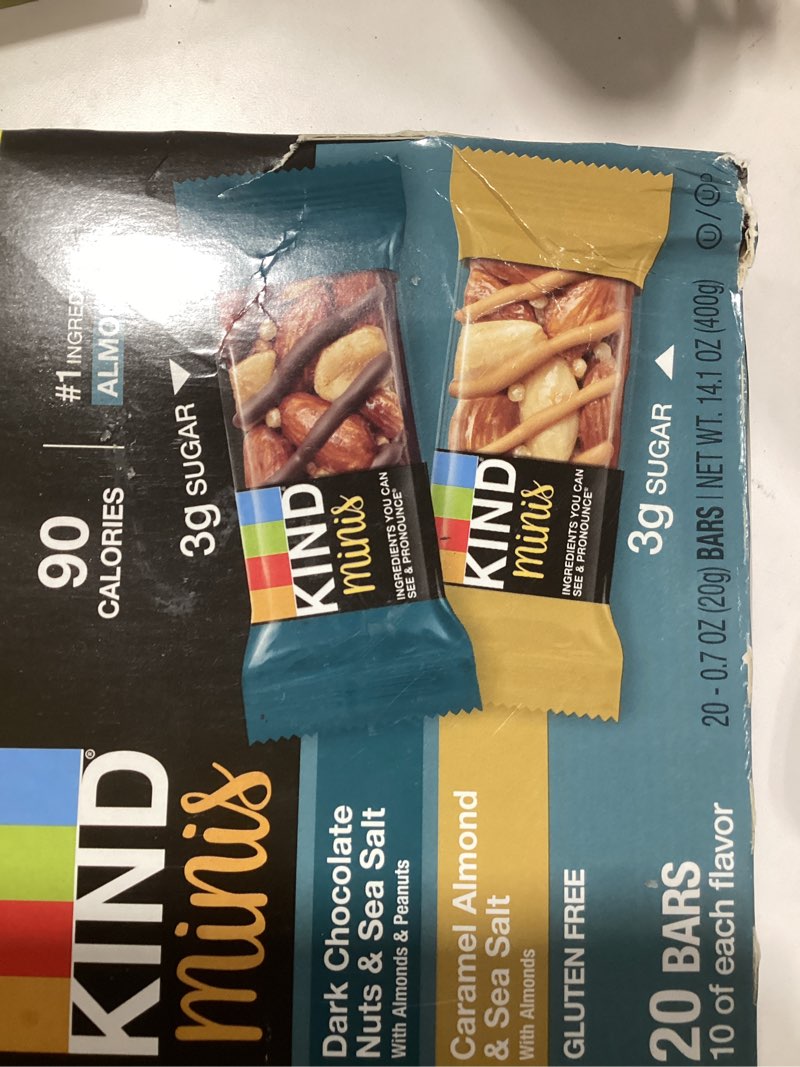 KIND®
minis
90
CALORIES
#1 INGRED
ALMO
3g SUGAR
KIND
minis
INGREDIENTS YOU CAN
SEE & PRONOUNCE®
Dark Chocolate
Nuts & Sea Salt
With Almonds & Peanuts
KIND
minis
INGREDIENTS YOU CAN
SEE & PRONOUNCE®
Caramel Almond
& Sea Salt
With Almonds
3g SUGAR
GLUTEN FREE
20 BARS
10 of each flavor
20 - 0.7 OZ (20g) BARS | NET WT. 14.1 OZ (400g) Ⓤ/ⓊP